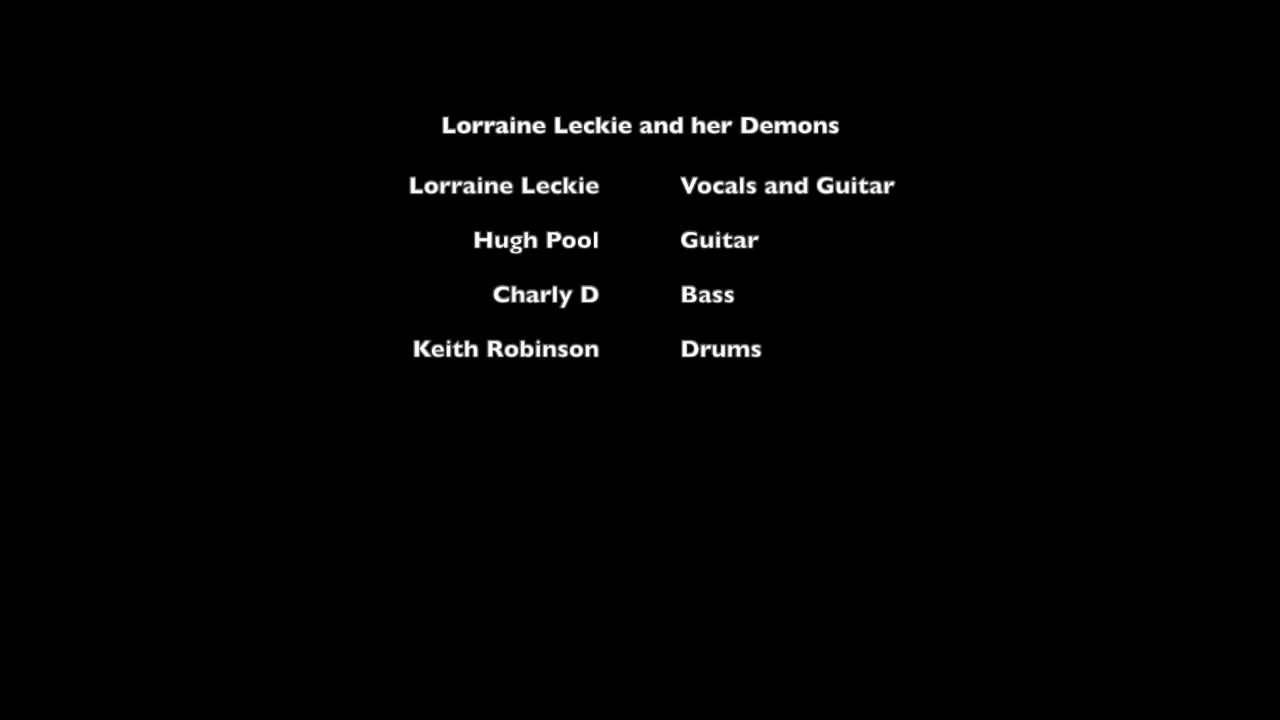 Lorraine Leckie and her Demons
Lorraine Leckie Vocals and Guitar
Hugh Pool Guitar
Charly D Bass
Keith Robinson Drums